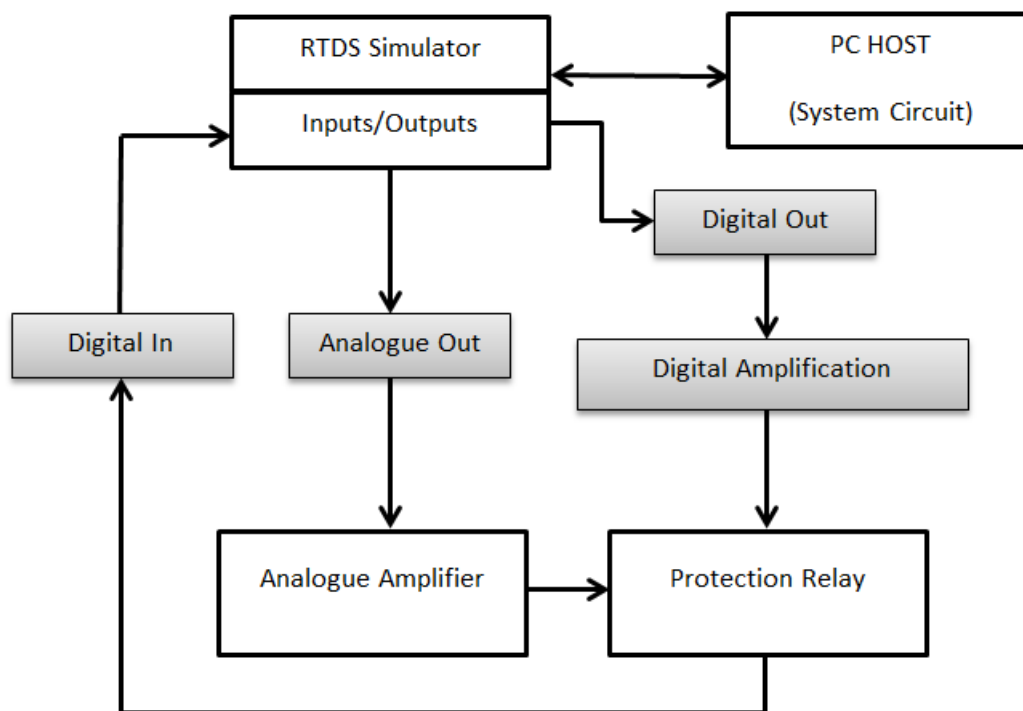 RTDS Simulator
PC HOST
(System Circuit)
Inputs/Outputs
Digital Out
Digital In
Analogue Out
Digital Amplification
Analogue Amplifier
Protection Relay